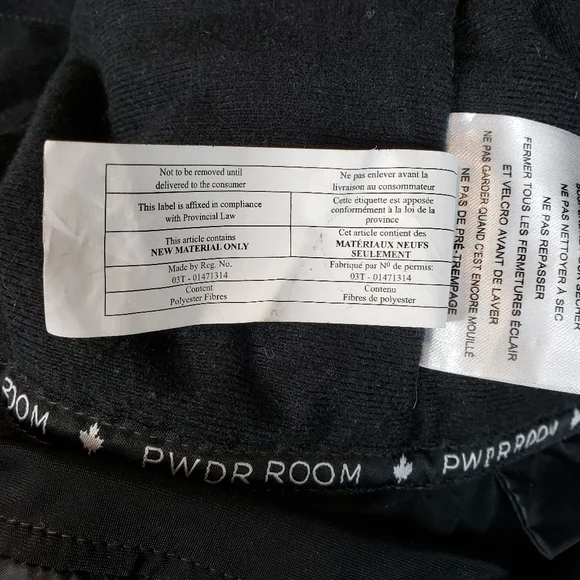 Not to be removed until
delivered to the consumer
Ne pas enlever avant la
livraison au consommateur
This label is affixed in compliance
with Provincial Law
Cette étiquette est apposée
conformément à la loi de la
province
This article contains
NEW MATERIAL ONLY
Cet article contient des
MATÉRIAUX NEUFS
SEULEMENT
Made by Reg. No.
03T - 01471314
Fabriqué par Nº de permis:
03T - 01471314
Content
Polyester Fibres
Contenu
Fibres de polyester
SÉCHER
NE PAS NETTOYER À SEC
NE PAS REPASSER
FERMER TOUS LES FERMETURES ÉCLAIR
ET VELCRO AVANT DE LAVER
NE PAS GARDER QUAND C'EST ENCORE MOUILLÉ
NE PAS DE PRÉ-TREMPAGE
ROOM
PWDR ROOM
PWDR ROOM